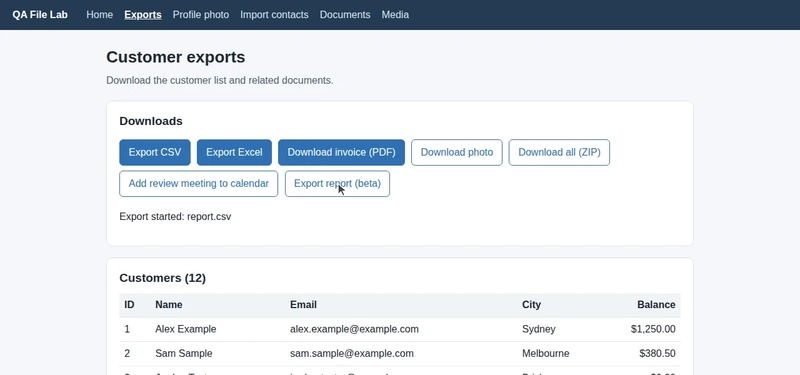 QA File Lab Home Exports Profile photo Import contacts Documents Media
Customer exports
Download the customer list and related documents.
Downloads
Export CSV Export Excel Download invoice (PDF) Download photo Download all (ZIP)
Add review meeting to calendar Export report (beta)
Export started: report.csv
Customers (12)
ID Name Email City Balance
1 Alex Example alex.example@example.com Sydney $1,250.00
2 Sam Sample sam.sample@example.com Melbourne $380.50